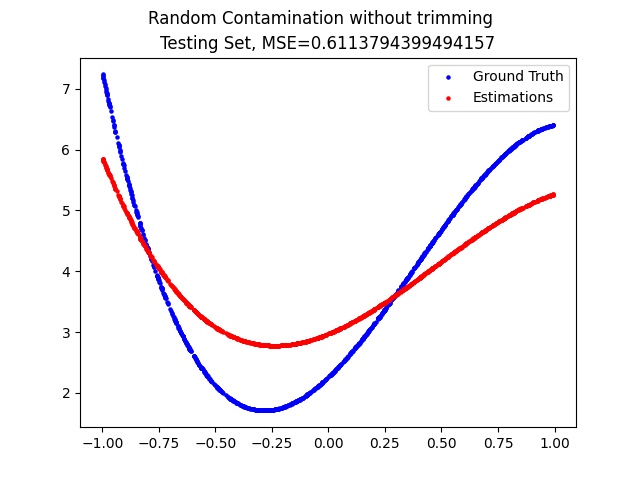 Random Contamination without trimming
Testing Set, MSE=0.6113794399494157
Ground Truth
Estimations
7
6
5
4
3
2
−1.00 −0.75 −0.50 −0.25 0.00 0.25 0.50 0.75 1.00